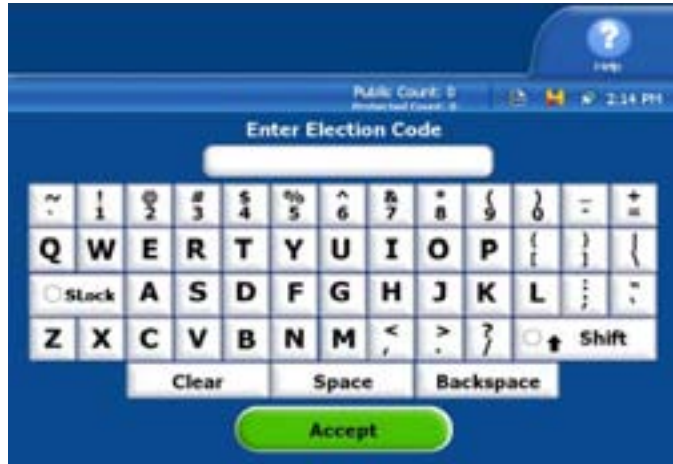 Help
Public Count: 0
Protected Count: 0
2:14 PM
Enter Election Code
~ ! @ # $ % ^ & * ( ) _ +
` 1 2 3 4 5 6 7 8 9 0 - =
Q W E R T Y U I O P { } |
[ ] \
SLock A S D F G H J K L : "
; '
Z X C V B N M < > ? Shift
, . /
Clear Space Backspace
Accept